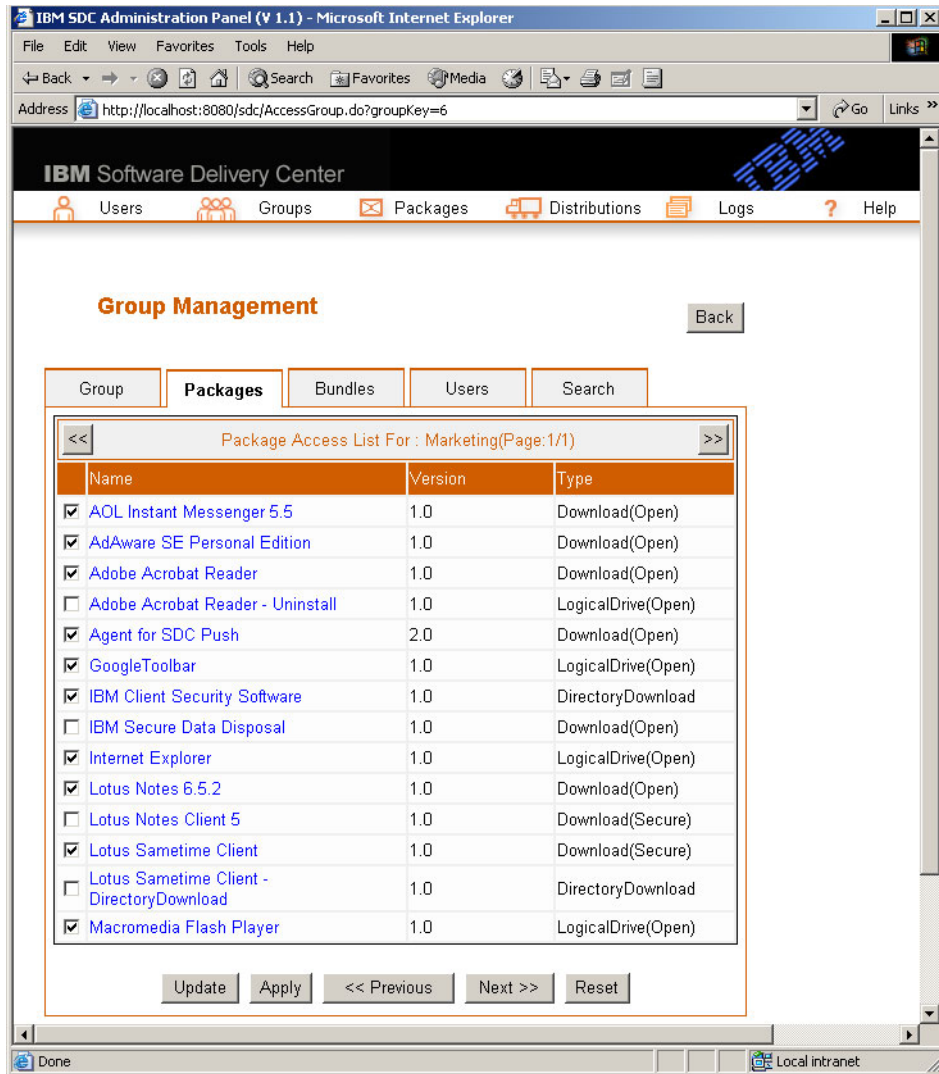 IBM SDC Administration Panel (V 1.1) - Microsoft Internet Explorer
File Edit View Favorites Tools Help
Back Search Favorites Media
Address http://localhost:8080/sdc/AccessGroup.do?groupKey=6 Go Links »
IBM Software Delivery Center IBM
Users Groups Packages Distributions Logs ? Help
Group Management
Back
Group Packages Bundles Users Search
<< Package Access List For : Marketing(Page:1/1) >>
Name Version Type
AOL Instant Messenger 5.5 1.0 Download(Open)
AdAware SE Personal Edition 1.0 Download(Open)
Adobe Acrobat Reader 1.0 Download(Open)
Adobe Acrobat Reader - Uninstall 1.0 LogicalDrive(Open)
Agent for SDC Push 2.0 Download(Open)
GoogleToolbar 1.0 LogicalDrive(Open)
IBM Client Security Software 1.0 DirectoryDownload
IBM Secure Data Disposal 1.0 Download(Open)
Internet Explorer 1.0 LogicalDrive(Open)
Lotus Notes 6.5.2 1.0 Download(Open)
Lotus Notes Client 5 1.0 Download(Secure)
Lotus Sametime Client 1.0 Download(Secure)
Lotus Sametime Client -
DirectoryDownload 1.0 DirectoryDownload
Macromedia Flash Player 1.0 LogicalDrive(Open)
Update Apply << Previous Next >> Reset
Done Local intranet